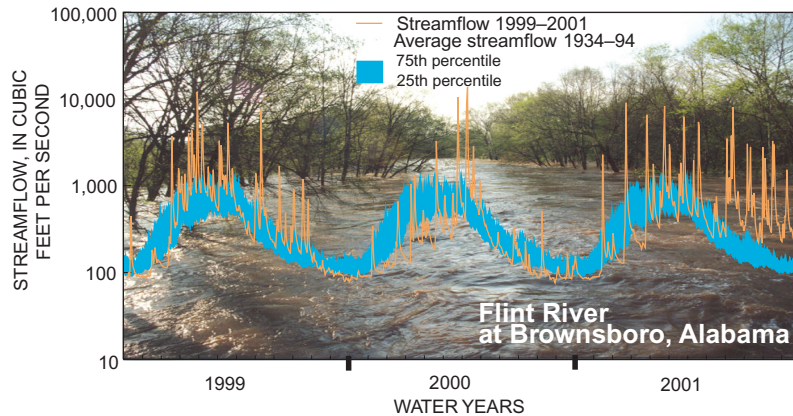 Streamflow 1999–2001
Average streamflow 1934–94
75th percentile
25th percentile
STREAMFLOW, IN CUBIC
FEET PER SECOND
100,000
10,000
1,000
100
10
Flint River
at Brownsboro, Alabama
1999
2000
2001
WATER YEARS